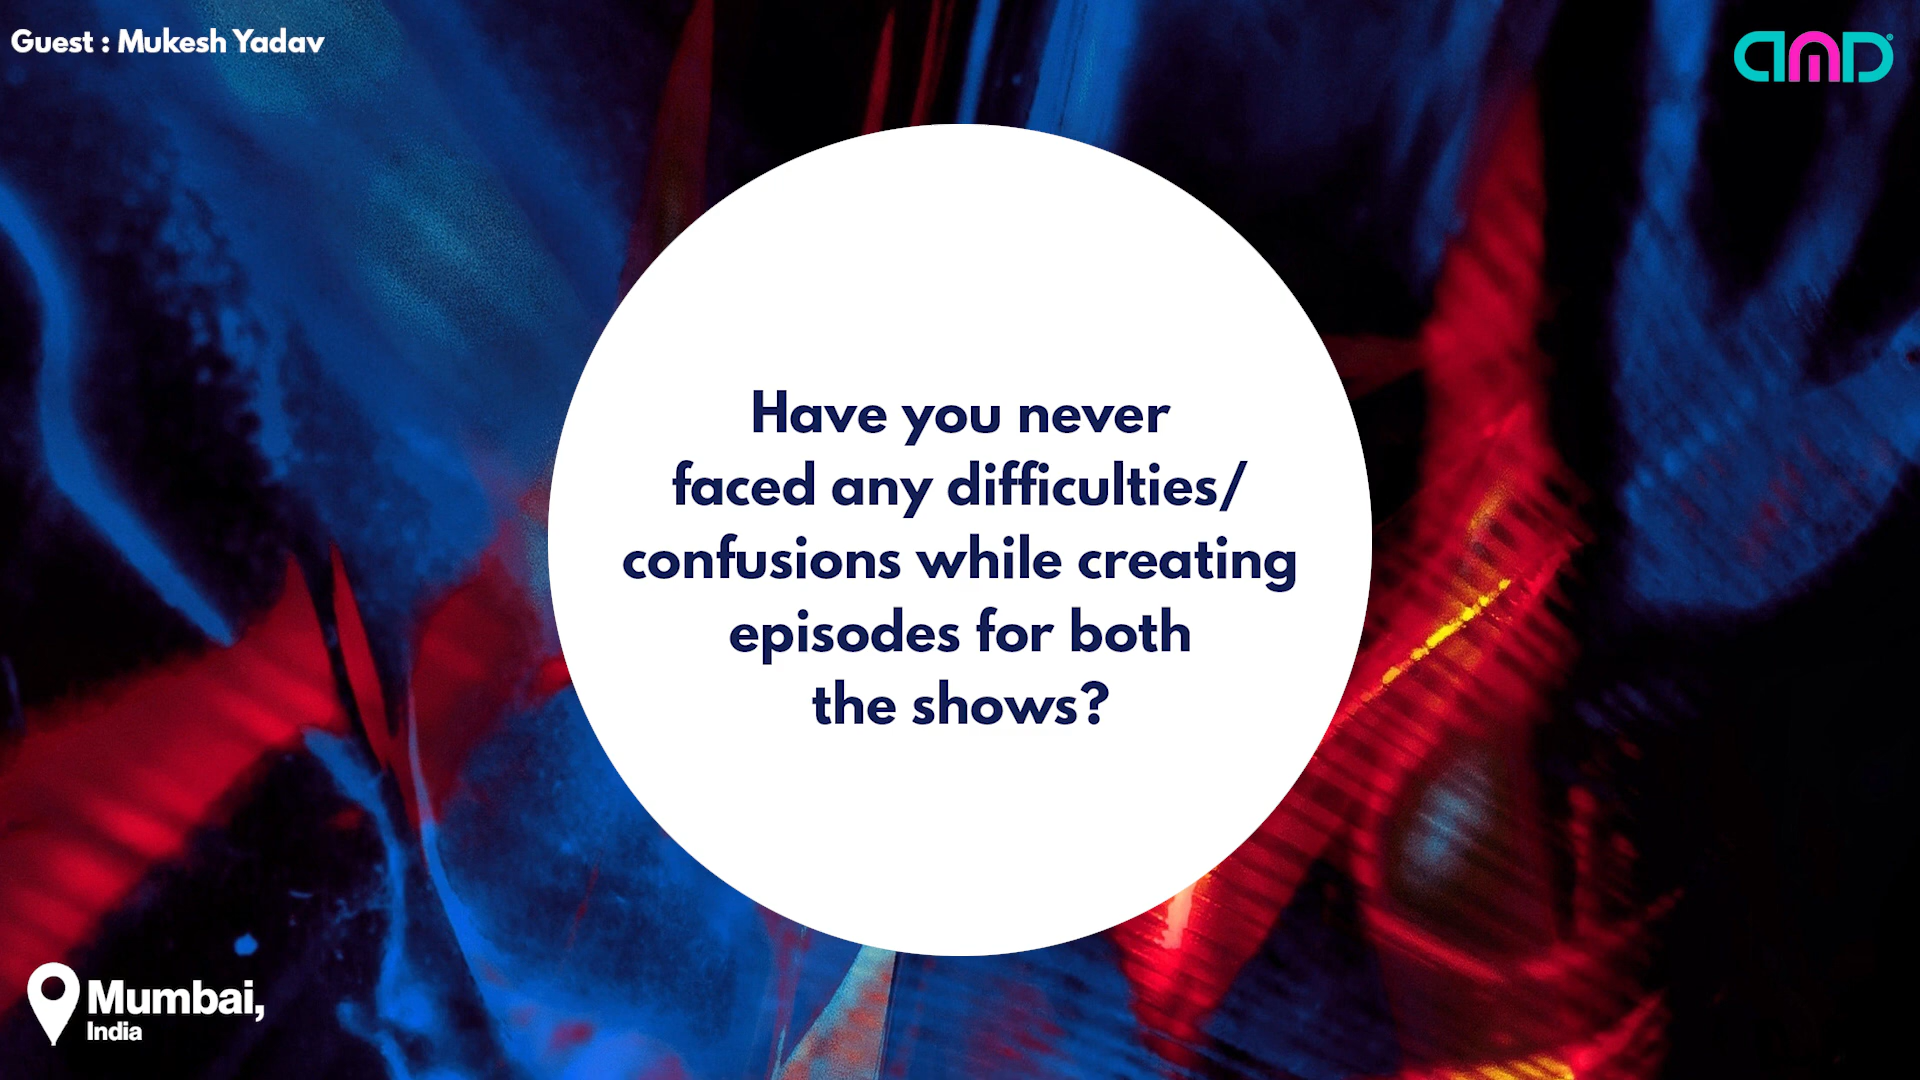 Guest : Mukesh Yadav
AMD
Have you never
faced any difficulties/
confusions while creating
episodes for both
the shows?
Mumbai,
India